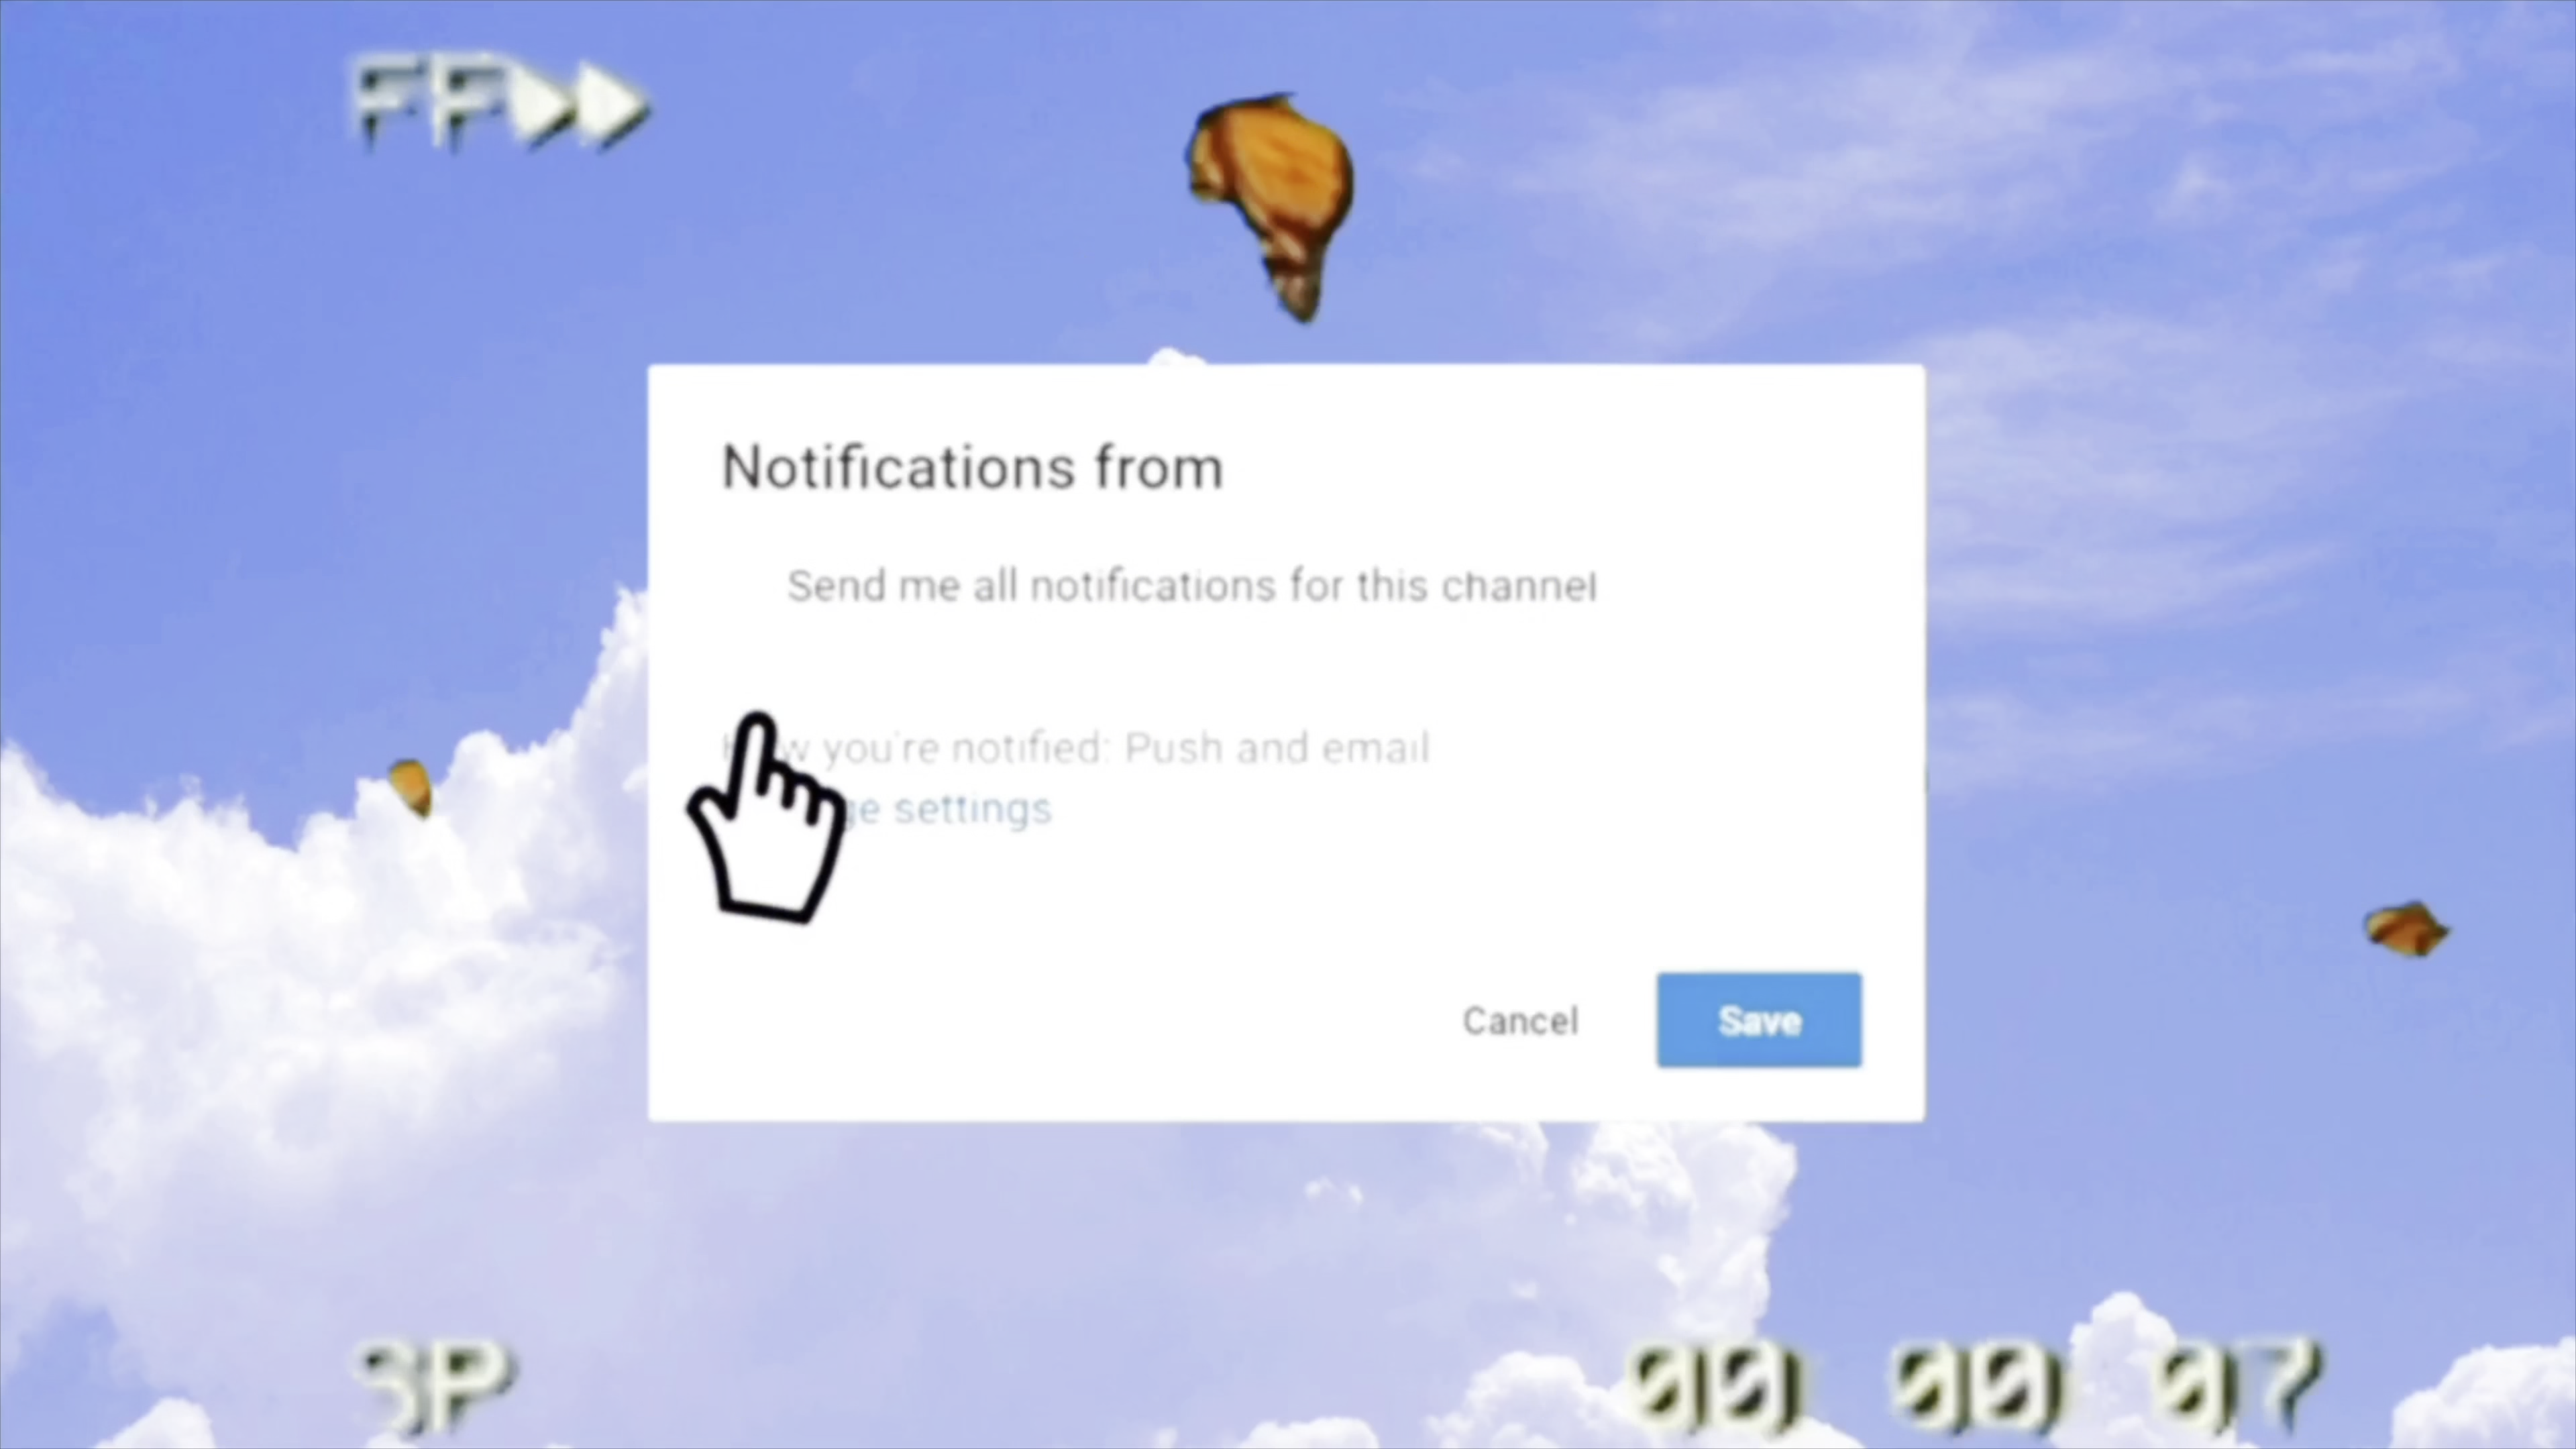 FF
Notifications from
Send me all notifications for this channel
you're notified: Push and email
settings
Cancel
Save
SP
00 00 07